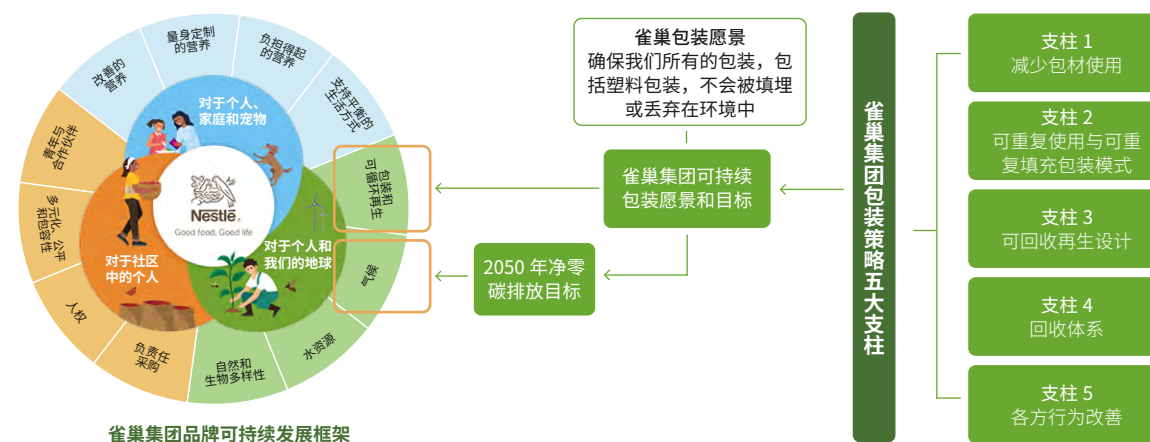 量身定制
的营养
负担得起
的营养
改善的
营养
支持平衡的
生活方式
青年与
合作伙伴
对于个人、
家庭和宠物
包装和
可循环再生
多元化、公平
和包容性
Nestlé
Good food, Good life
对于社区
中的个人
对于个人和
我们的地球
气候
人权
负责任
采购
自然和
生物多样性
水资源
雀巢集团品牌可持续发展框架
雀巢包装愿景
确保我们所有的包装，包
括塑料包装，不会被填埋
或丢弃在环境中
雀巢集团可持续
包装愿景和目标
2050 年净零
碳排放目标
雀巢集团包装策略五大支柱
支柱 1
减少包材使用
支柱 2
可重复使用与可重
复填充包装模式
支柱 3
可回收再生设计
支柱 4
回收体系
支柱 5
各方行为改善